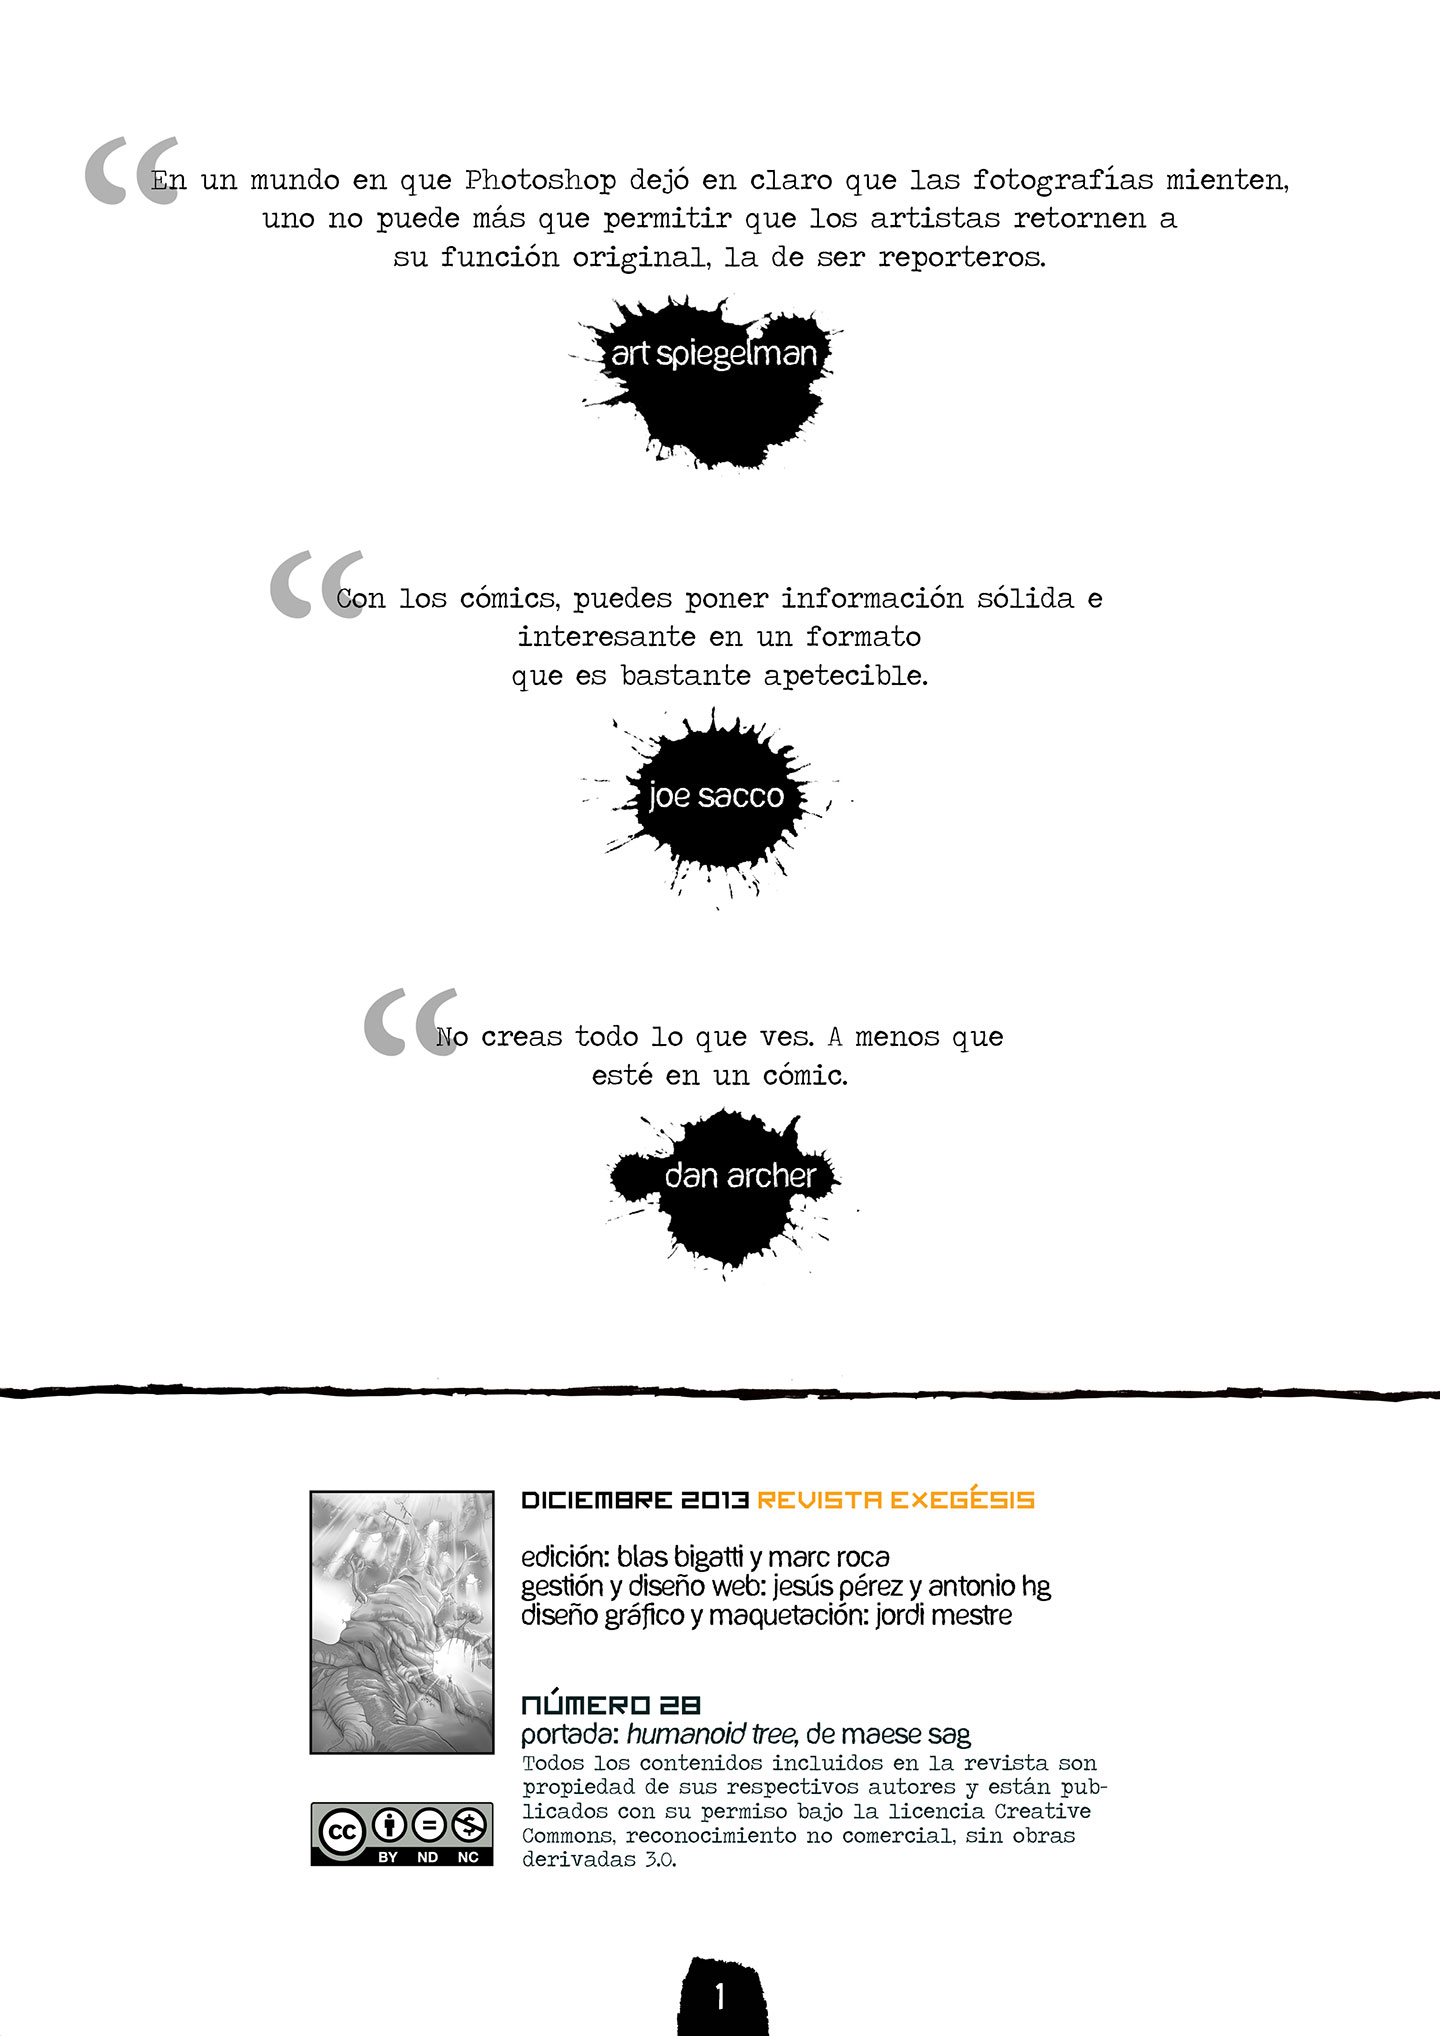 “En un mundo en que Photoshop dejó en claro que las fotografías mienten,
uno no puede más que permitir que los artistas retornen a
su función original, la de ser reporteros.
art spiegelman
“Con los cómics, puedes poner información sólida e
interesante en un formato
que es bastante apetecible.
joe sacco
“No creas todo lo que ves. A menos que
esté en un cómic.
dan archer
DICIEMBRE 2013 REVISTA EXEGÉSIS
edición: blas bigatti y marc roca
gestión y diseño web: jesús pérez y antonio hg
diseño gráfico y maquetación: jordi mestre
NÚMERO 28
portada: humanoid tree, de maese sag
Todos los contenidos incluidos en la revista son
propiedad de sus respectivos autores y están pub-
licados con su permiso bajo la licencia Creative
Commons, reconocimiento no comercial, sin obras
derivadas 3.0.
cc BY ND NC
1